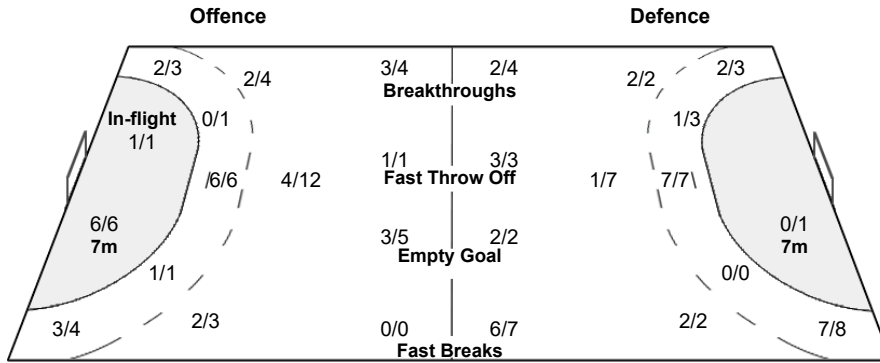 Offence Defence
2/3 2/4 3/4 2/4 2/2 2/3
Breakthroughs
In-flight 0/1 1/3
1/1
1/1 3/3
6/6 4/12 Fast Throw Off 1/7 7/7
6/6 0/1
7m 7m
3/5 2/2
Empty Goal
1/1 0/0
3/4 2/3 0/0 6/7 2/2 7/8
Fast Breaks